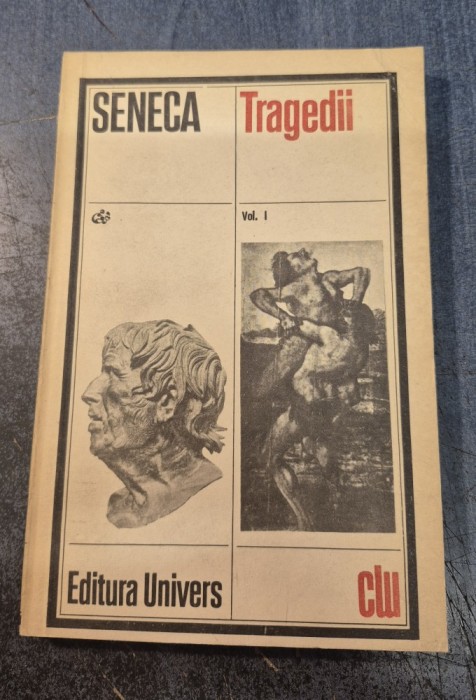 SENECA
Tragedii
Vol. I
Editura Univers
clu